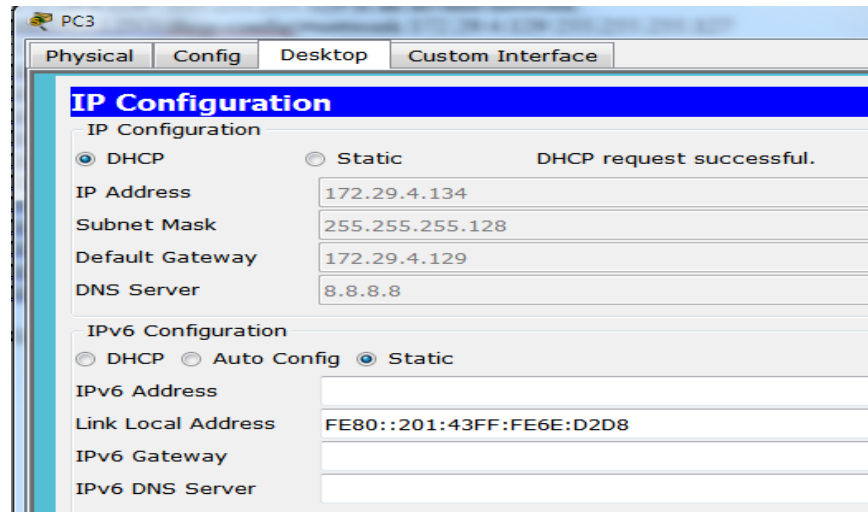 PC3
Physical Config Desktop Custom Interface
IP Configuration
IP Configuration
DHCP Static DHCP request successful.
IP Address 172.29.4.134
Subnet Mask 255.255.255.128
Default Gateway 172.29.4.129
DNS Server 8.8.8.8
IPv6 Configuration
DHCP Auto Config Static
IPv6 Address
Link Local Address FE80::201:43FF:FE6E:D2D8
IPv6 Gateway
IPv6 DNS Server